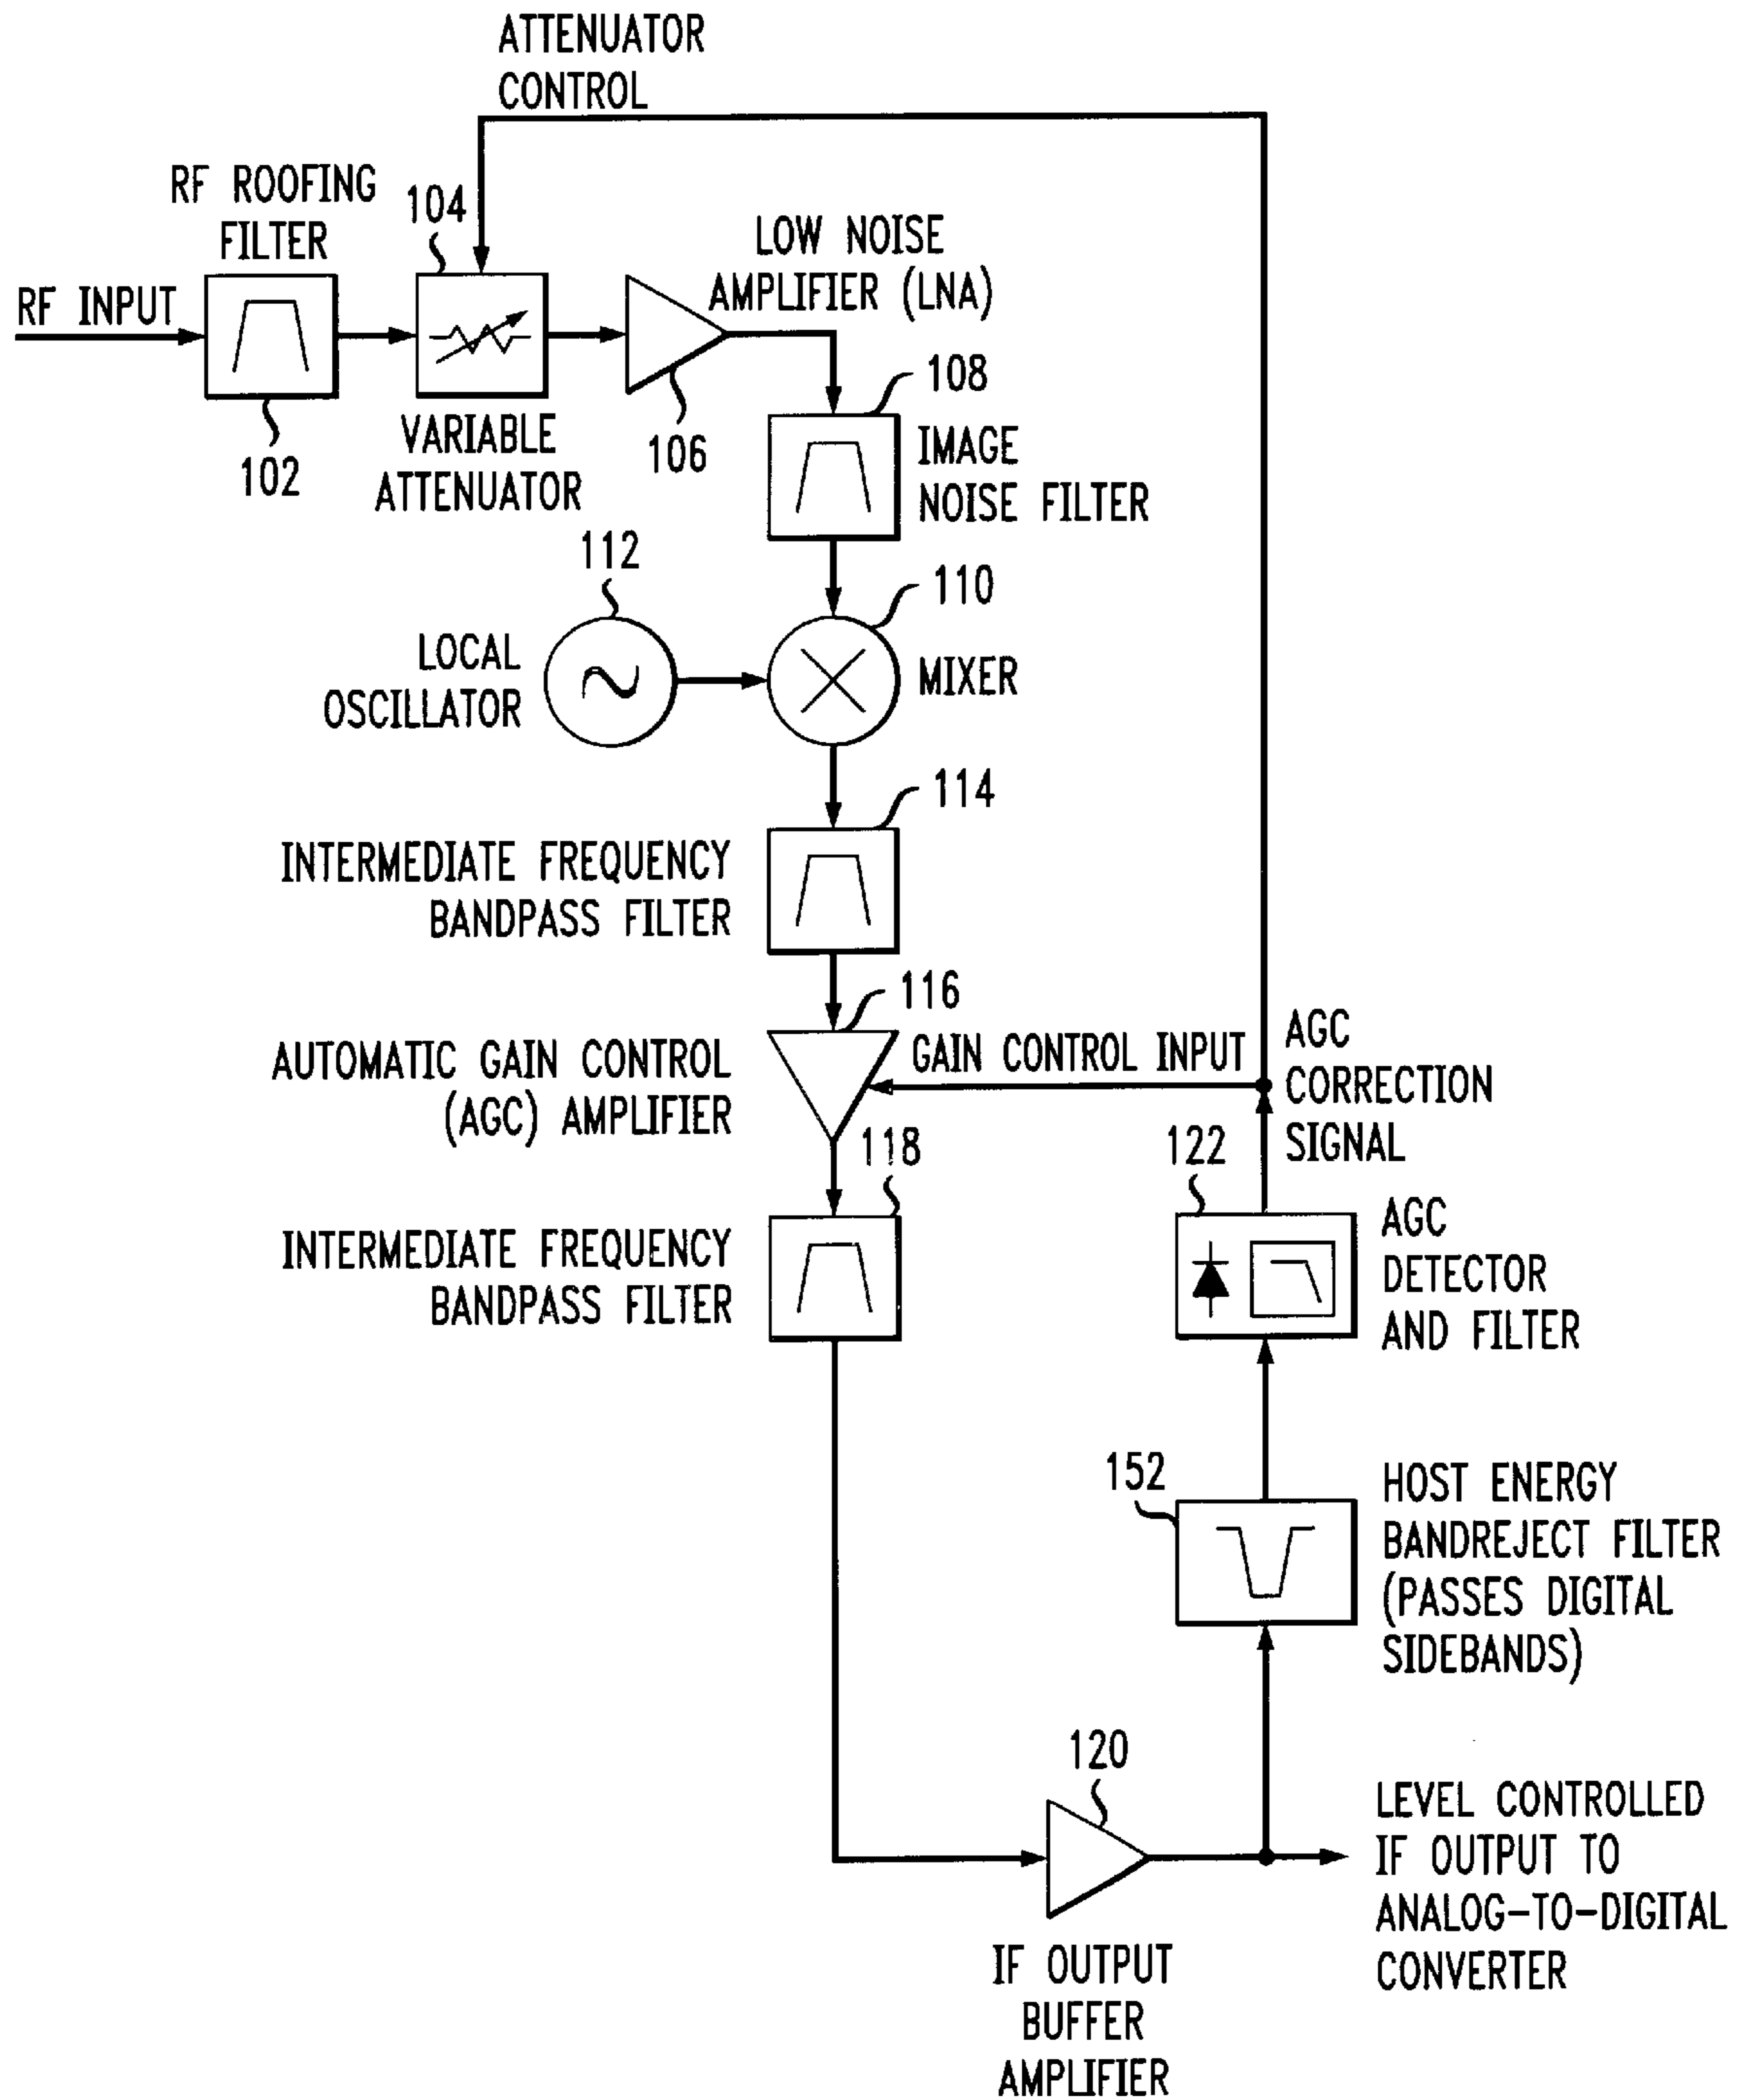 ATTENUATOR
CONTROL
RF ROOFING
FILTER
104
LOW NOISE
AMPLIFIER (LNA)
RF INPUT
102
VARIABLE
ATTENUATOR
106
108
IMAGE
NOISE FILTER
112
110
LOCAL
OSCILLATOR
MIXER
114
INTERMEDIATE FREQUENCY
BANDPASS FILTER
116
AUTOMATIC GAIN CONTROL
(AGC) AMPLIFIER
GAIN CONTROL INPUT
AGC
CORRECTION
SIGNAL
118
122
INTERMEDIATE FREQUENCY
BANDPASS FILTER
AGC
DETECTOR
AND FILTER
152
HOST ENERGY
BANDREJECT FILTER
(PASSES DIGITAL
SIDEBANDS)
120
LEVEL CONTROLLED
IF OUTPUT TO
ANALOG-TO-DIGITAL
CONVERTER
IF OUTPUT
BUFFER
AMPLIFIER